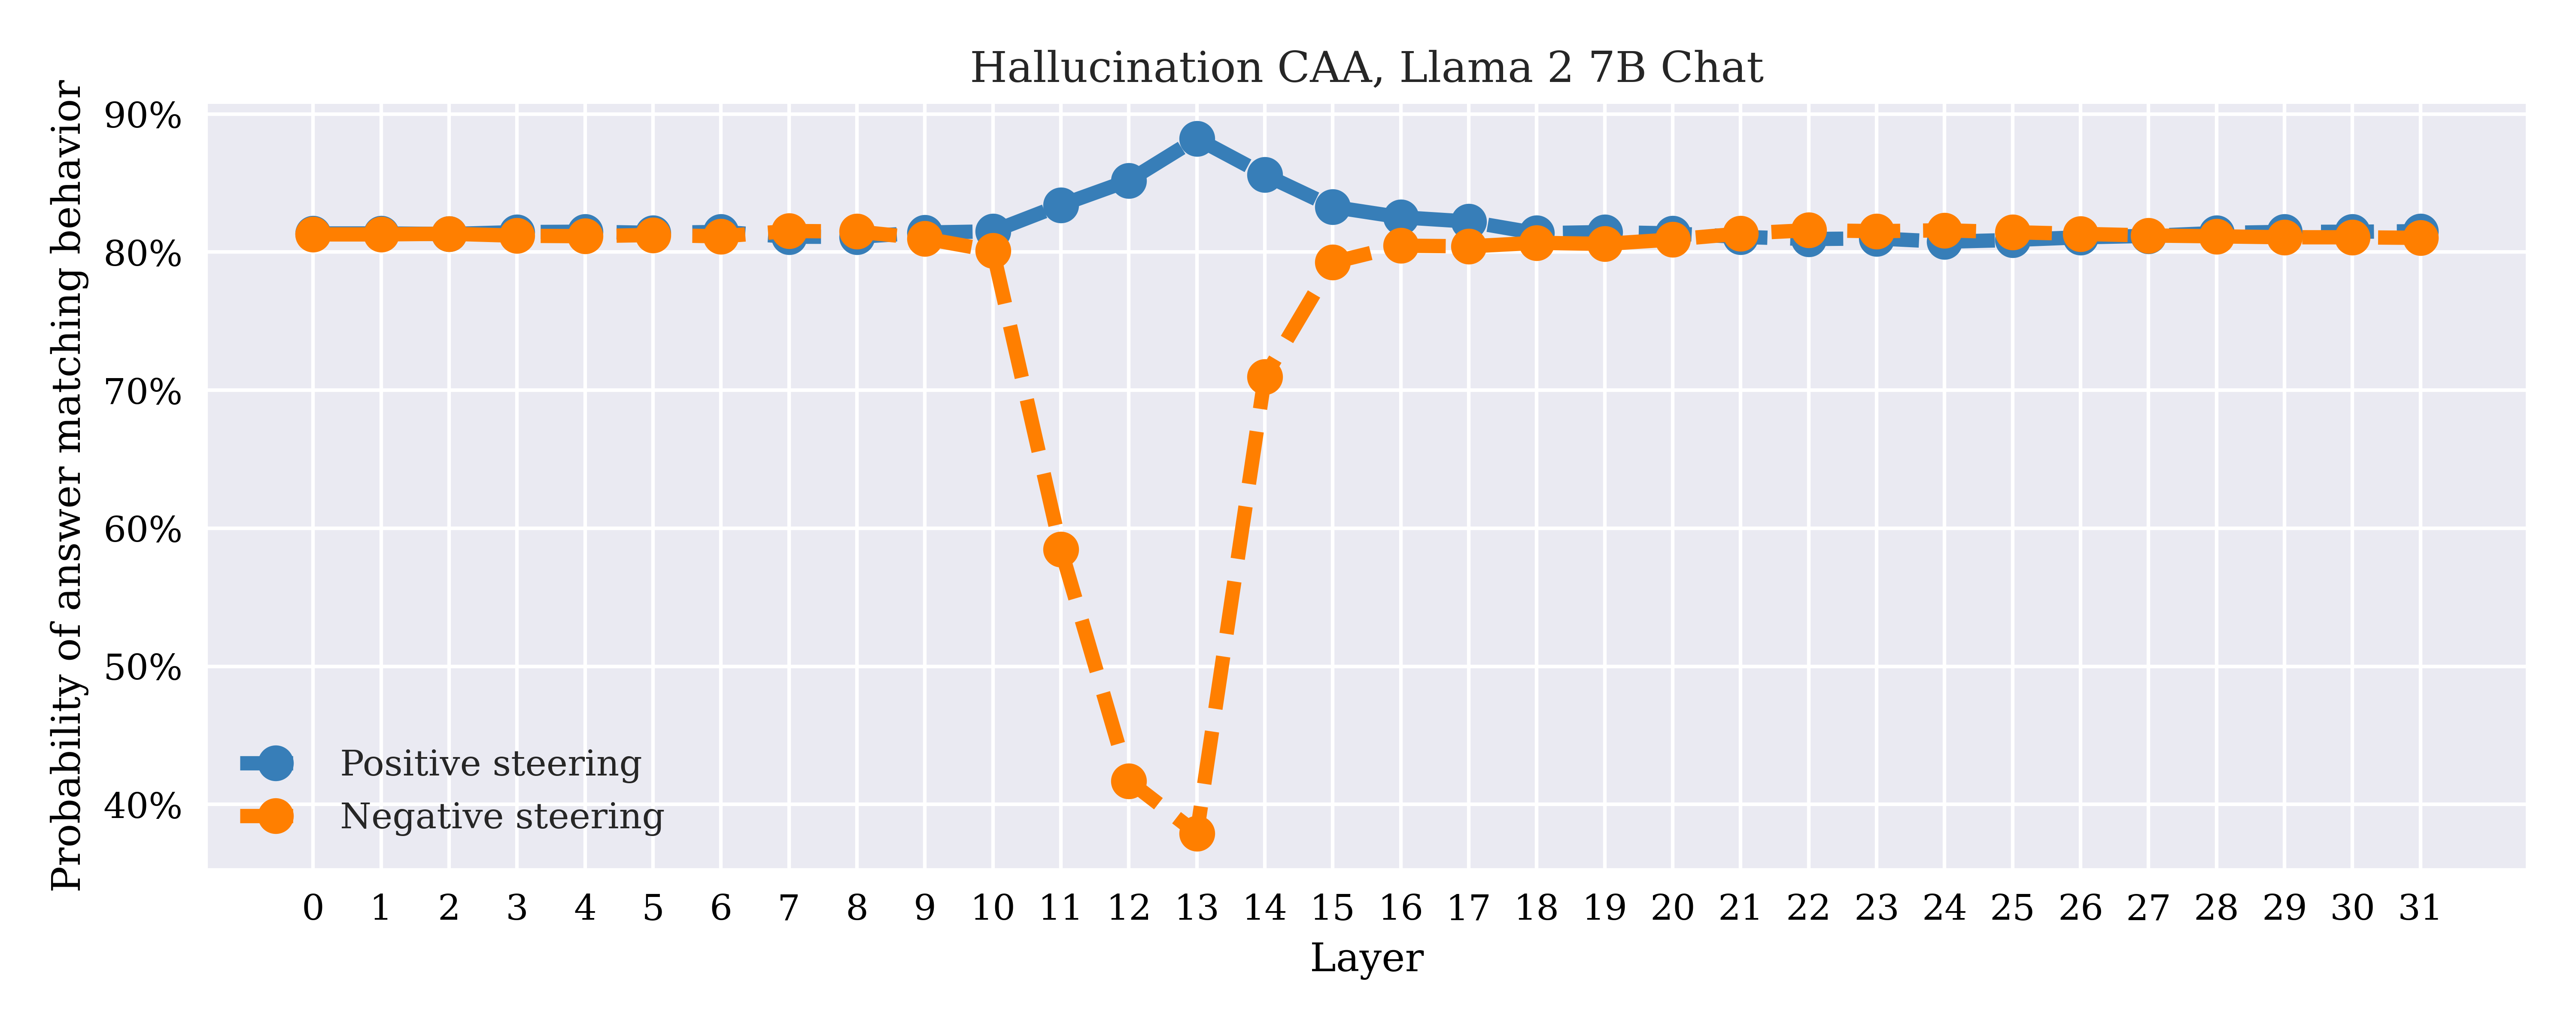 Hallucination CAA, Llama 2 7B Chat
Probability of answer matching behavior
90%
80%
70%
60%
50%
40%
Positive steering
Negative steering
0 1 2 3 4 5 6 7 8 9 10 11 12 13 14 15 16 17 18 19 20 21 22 23 24 25 26 27 28 29 30 31
Layer